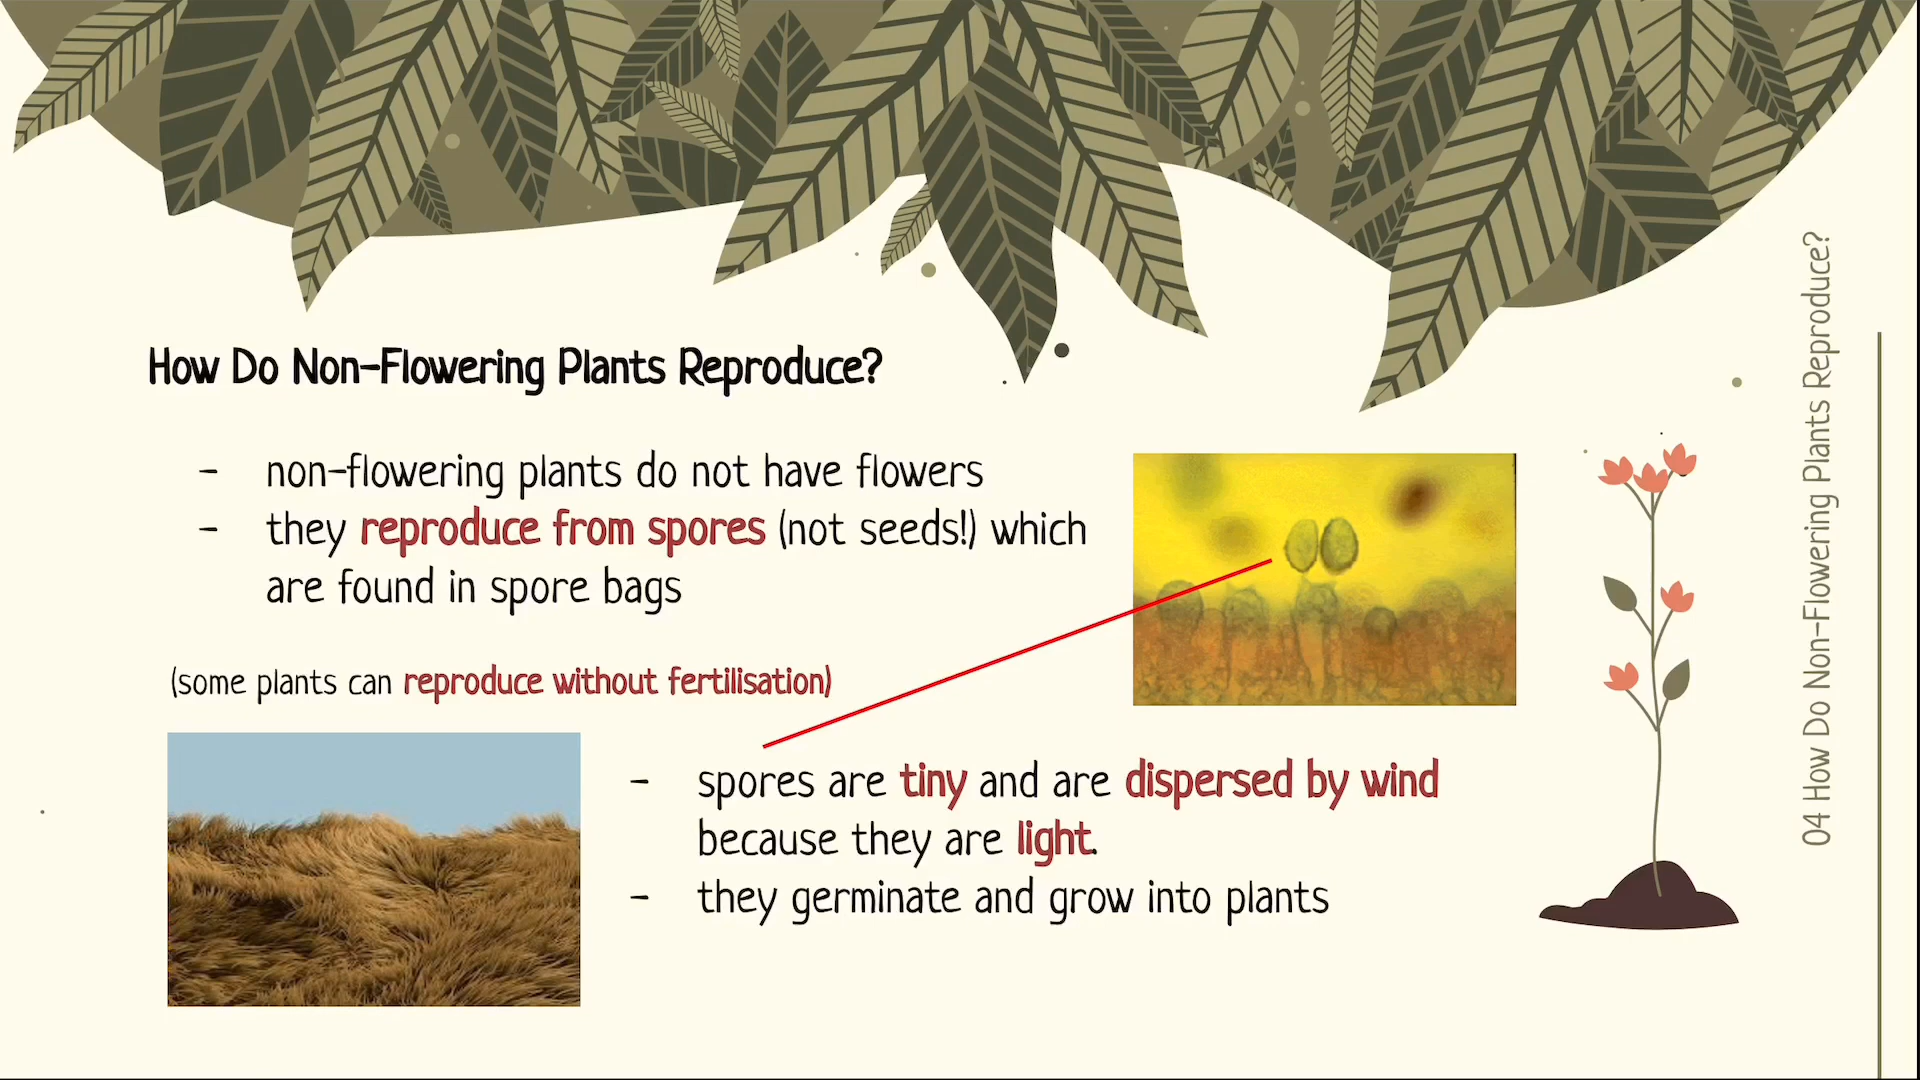 How Do Non-Flowering Plants Reproduce?
- non-flowering plants do not have flowers
- they reproduce from spores (not seeds!) which
are found in spore bags
(some plants can reproduce without fertilisation)
- spores are tiny and are dispersed by wind
because they are light.
- they germinate and grow into plants
04 How Do Non-Flowering Plants Reproduce?